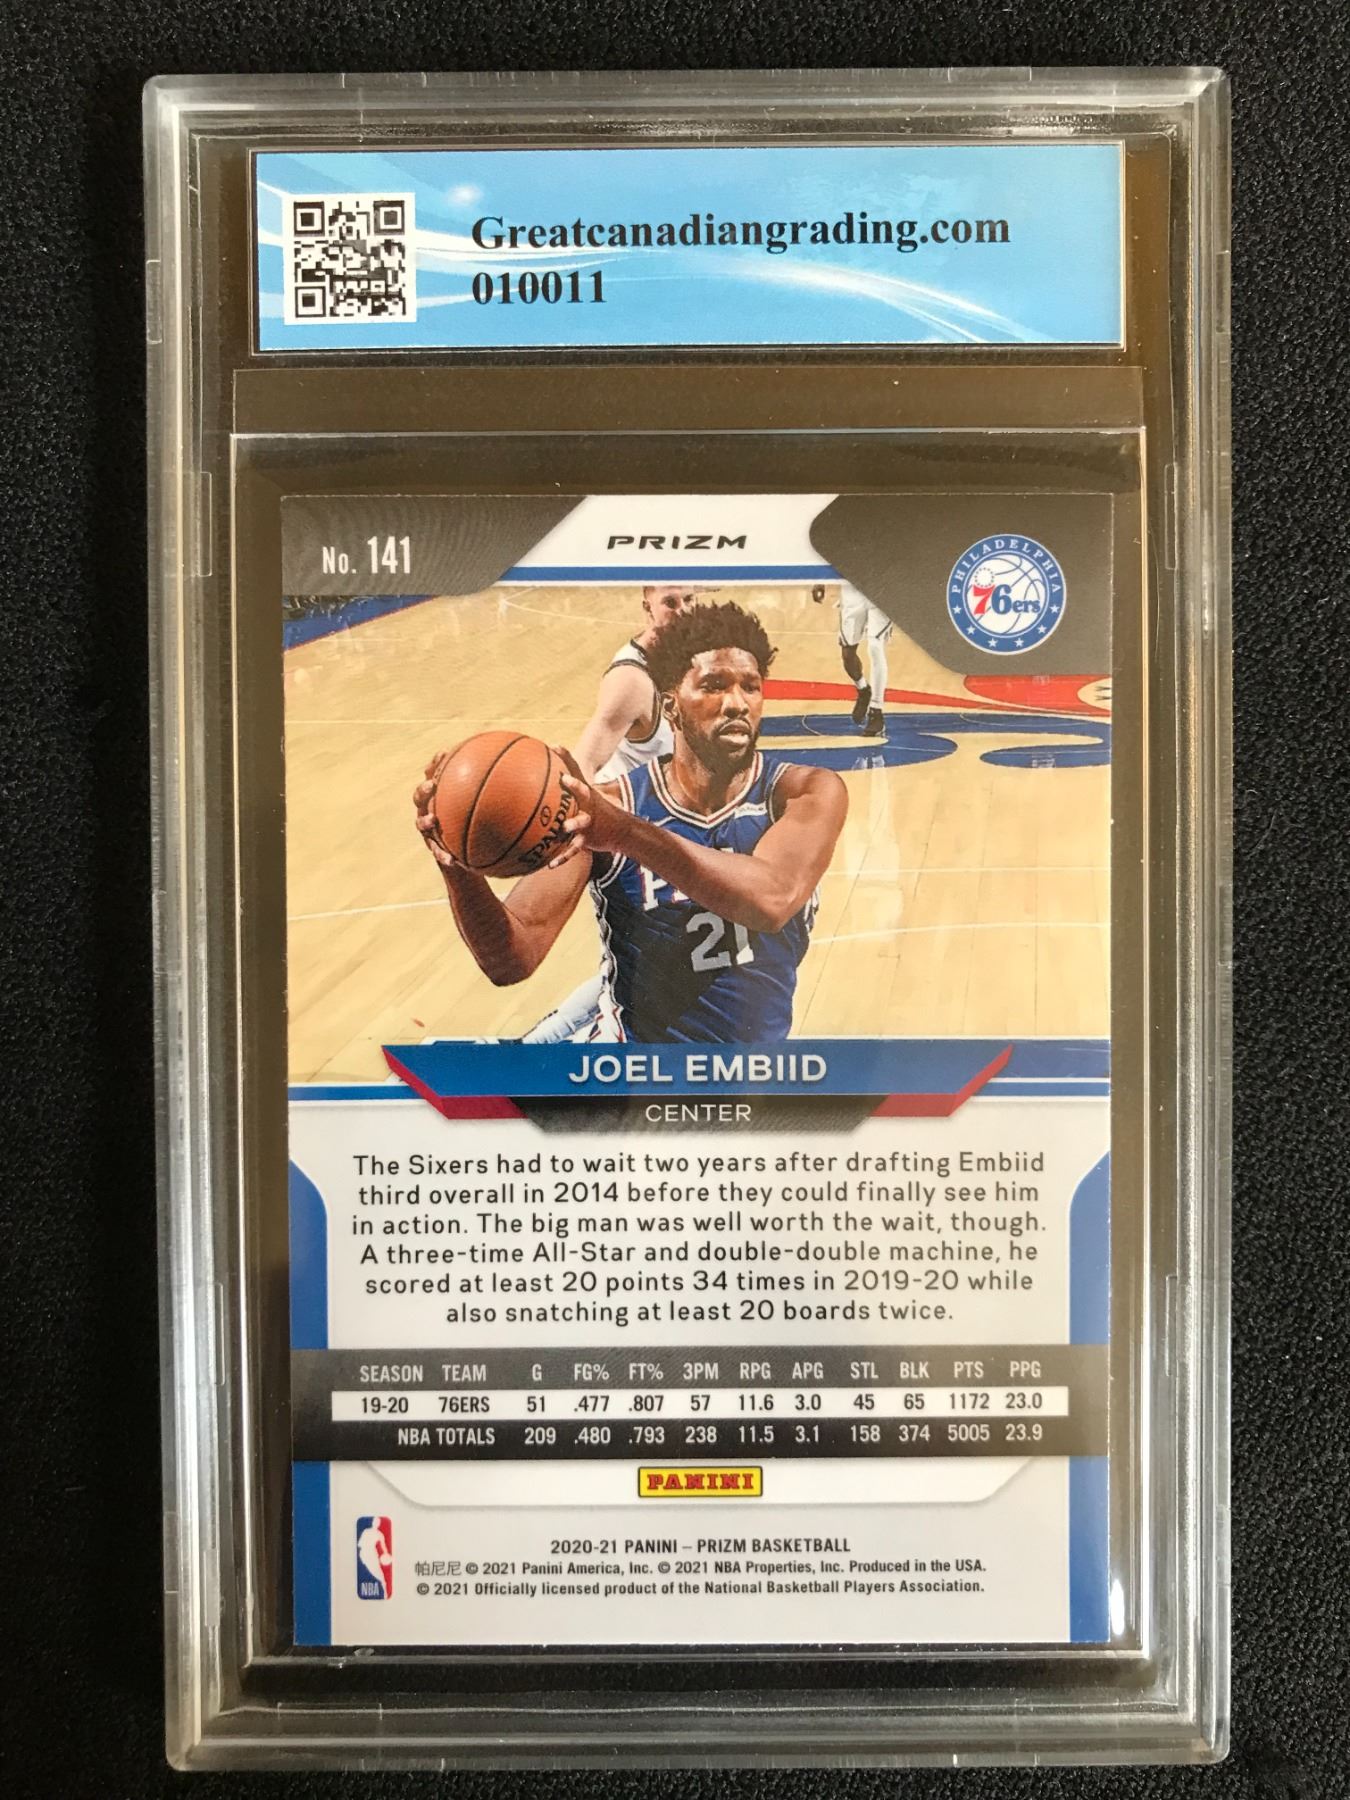 Greatcanadiangrading.com
010011
No. 141
PRIZM
PHILADELPHIA
76ers
SPALDING
21
JOEL EMBIID
CENTER
The Sixers had to wait two years after drafting Embiid
third overall in 2014 before they could finally see him
in action. The big man was well worth the wait, though.
A three-time All-Star and double-double machine, he
scored at least 20 points 34 times in 2019-20 while
also snatching at least 20 boards twice.
SEASON TEAM G FG% FT% 3PM RPG APG STL BLK PTS PPG
19-20 76ERS 51 .477 .807 57 11.6 3.0 45 65 1172 23.0
NBA TOTALS 209 .480 .793 238 11.5 3.1 158 374 5005 23.9
PANINI
NBA
2020-21 PANINI – PRIZM BASKETBALL
帕尼尼 © 2021 Panini America, Inc. © 2021 NBA Properties, Inc. Produced in the USA.
© 2021 Officially licensed product of the National Basketball Players Association.